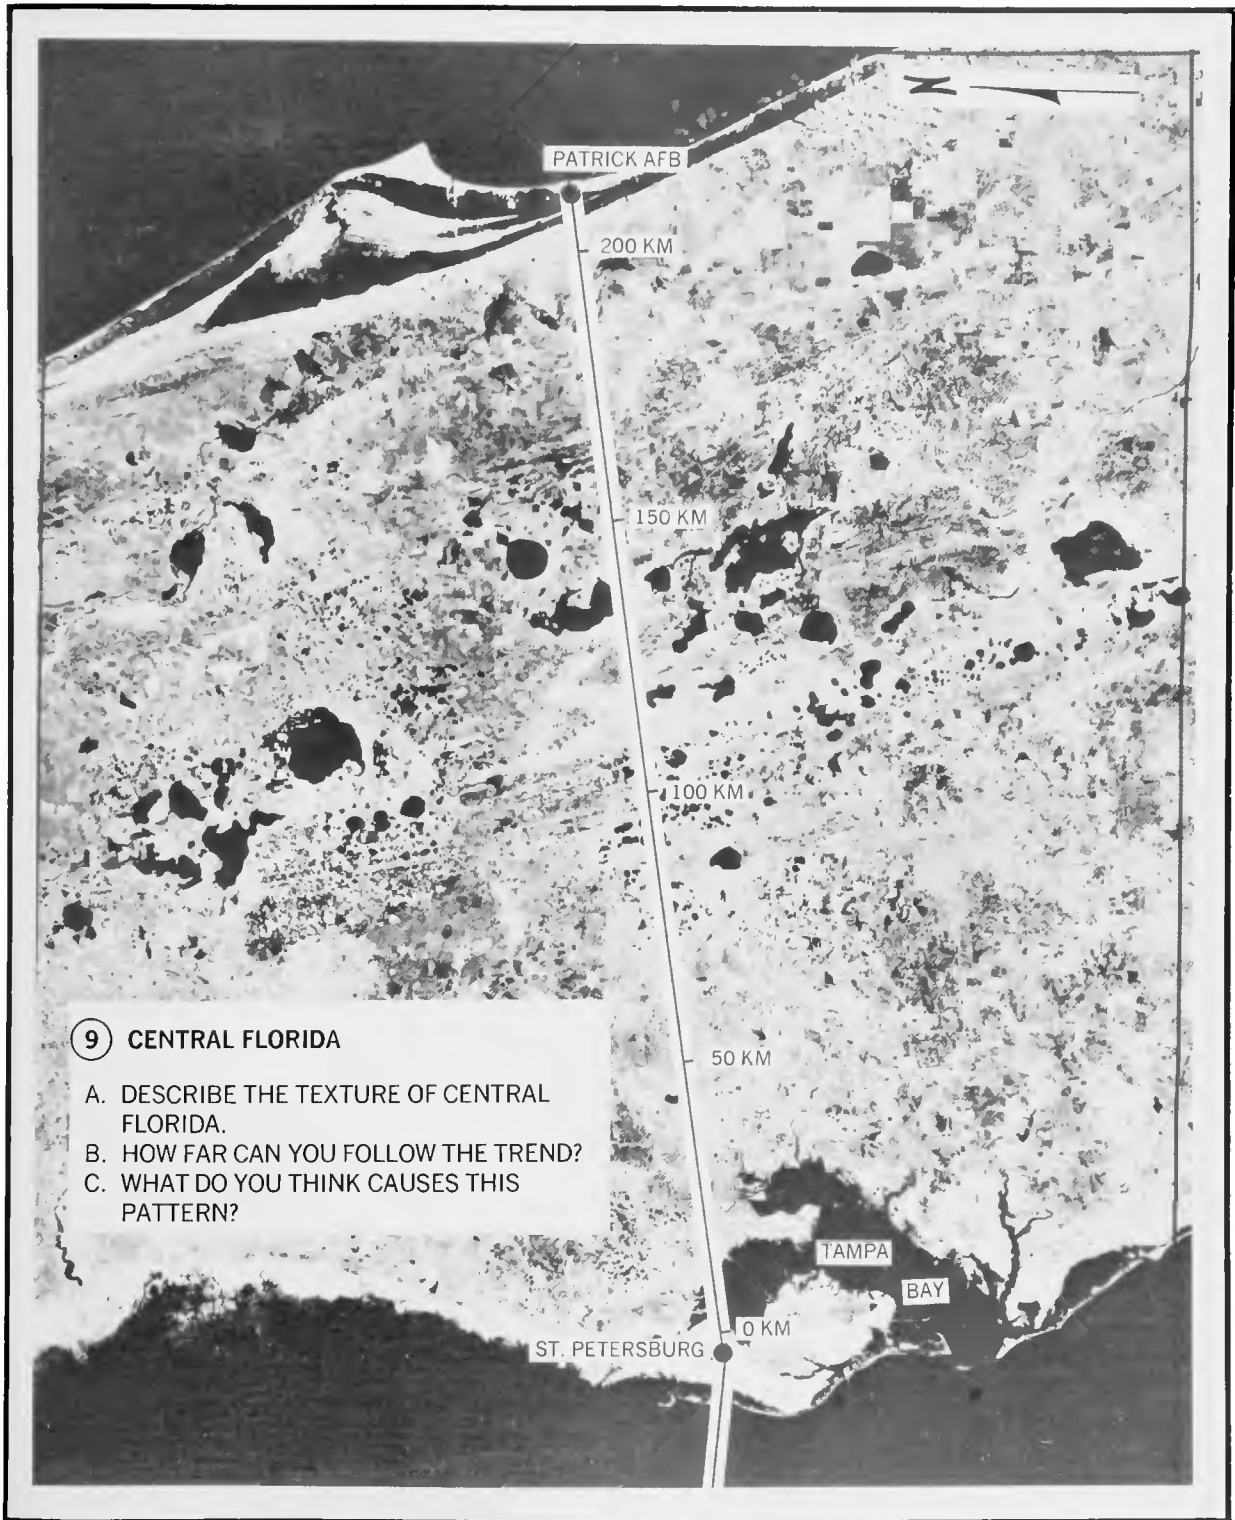 N
PATRICK AFB
200 KM
150 KM
100 KM
50 KM
⑨ CENTRAL FLORIDA
A. DESCRIBE THE TEXTURE OF CENTRAL
FLORIDA.
B. HOW FAR CAN YOU FOLLOW THE TREND?
C. WHAT DO YOU THINK CAUSES THIS
PATTERN?
TAMPA
BAY
0 KM
ST. PETERSBURG